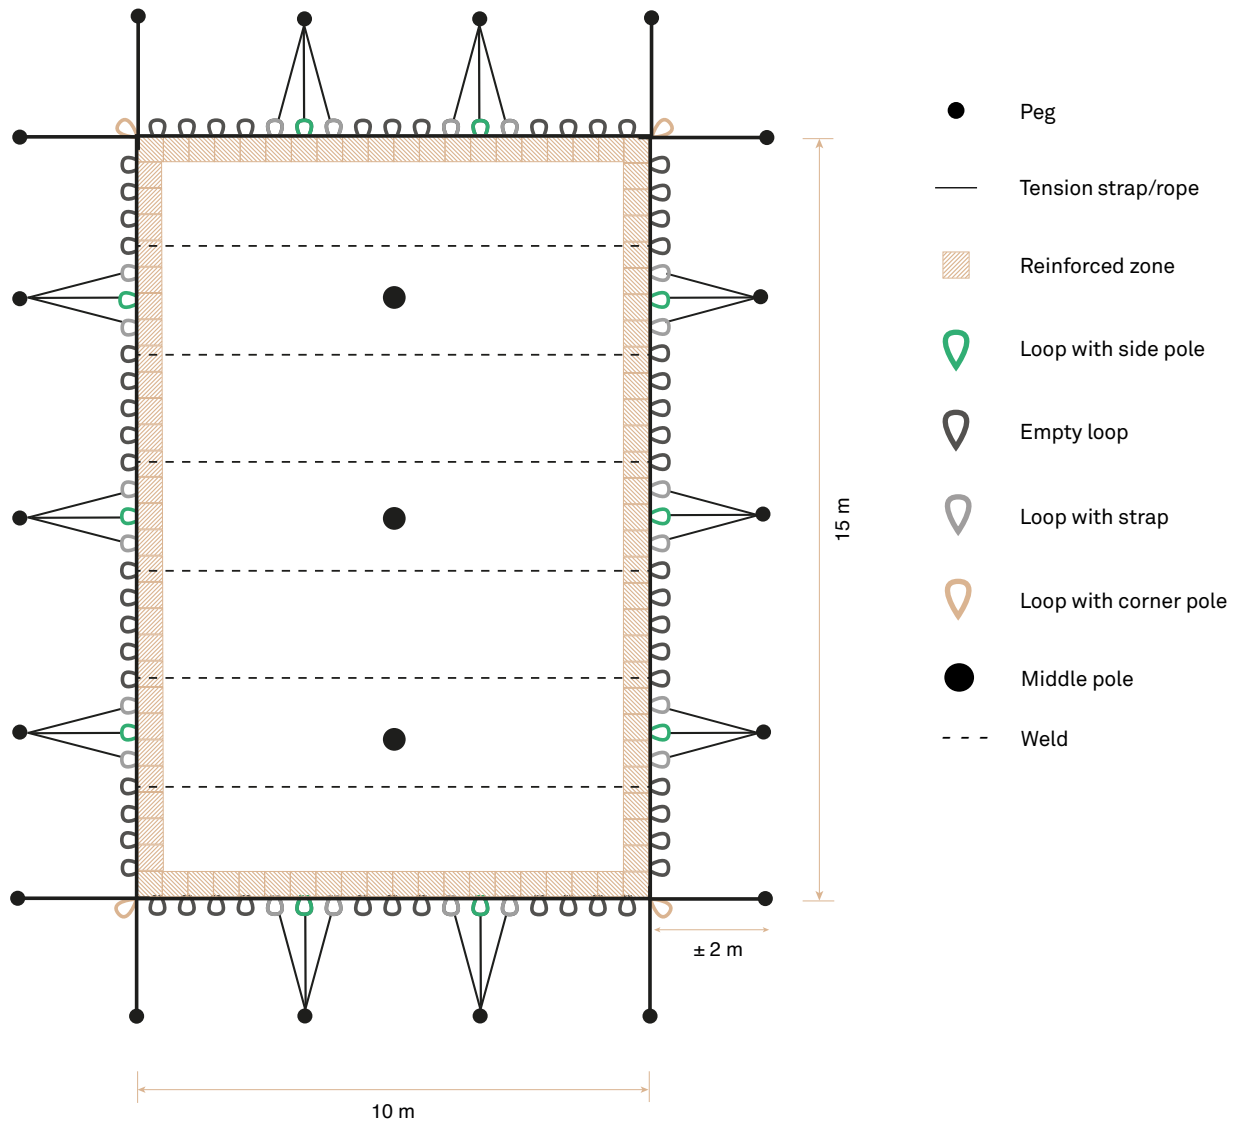 Peg
Tension strap/rope
Reinforced zone
Loop with side pole
Empty loop
Loop with strap
Loop with corner pole
Middle pole
Weld
15 m
± 2 m
10 m